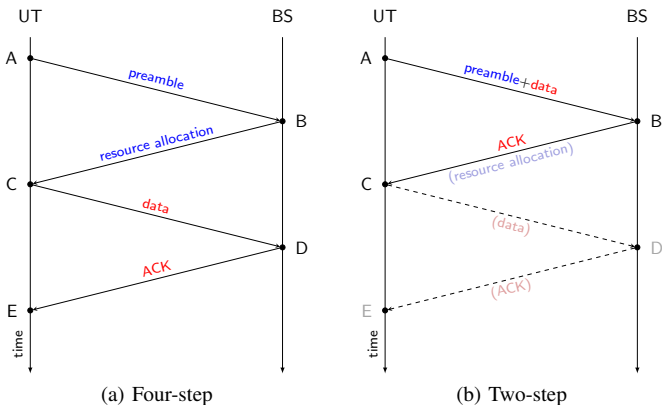 UT
BS
A
preamble
B
resource allocation
C
data
D
ACK
E
time
(a) Four-step
UT
BS
A
preamble+data
B
ACK
(resource allocation)
C
(data)
D
(ACK)
E
time
(b) Two-step